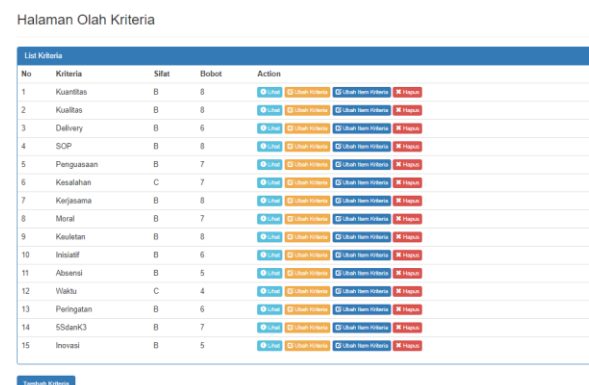 Halaman Olah Kriteria
List Kriteria
No Kriteria Sifat Bobot Action
1 Kuantitas B 8 Lihat Ubah Kriteria Ubah Item Kriteria Hapus
2 Kualitas B 8 Lihat Ubah Kriteria Ubah Item Kriteria Hapus
3 Delivery B 6 Lihat Ubah Kriteria Ubah Item Kriteria Hapus
4 SOP B 8 Lihat Ubah Kriteria Ubah Item Kriteria Hapus
5 Penguasaan B 7 Lihat Ubah Kriteria Ubah Item Kriteria Hapus
6 Kesalahan C 7 Lihat Ubah Kriteria Ubah Item Kriteria Hapus
7 Kerjasama B 8 Lihat Ubah Kriteria Ubah Item Kriteria Hapus
8 Moral B 7 Lihat Ubah Kriteria Ubah Item Kriteria Hapus
9 Keuletan B 8 Lihat Ubah Kriteria Ubah Item Kriteria Hapus
10 Inisiatif B 6 Lihat Ubah Kriteria Ubah Item Kriteria Hapus
11 Absensi B 5 Lihat Ubah Kriteria Ubah Item Kriteria Hapus
12 Waktu C 4 Lihat Ubah Kriteria Ubah Item Kriteria Hapus
13 Peringatan B 6 Lihat Ubah Kriteria Ubah Item Kriteria Hapus
14 5SdanK3 B 7 Lihat Ubah Kriteria Ubah Item Kriteria Hapus
15 Inovasi B 5 Lihat Ubah Kriteria Ubah Item Kriteria Hapus
Tambah Kriteria